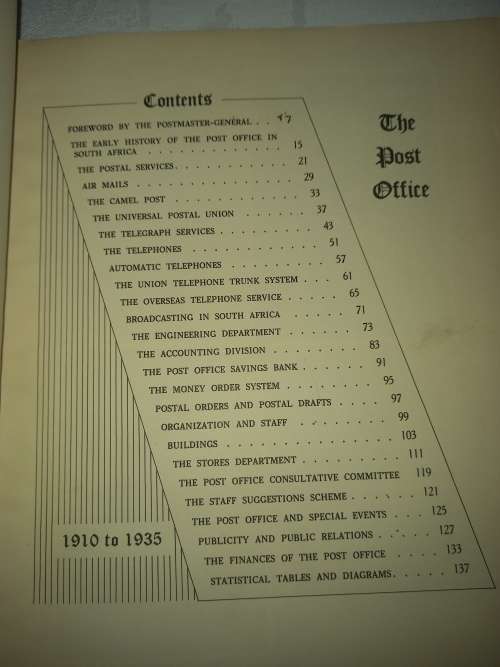 Contents
The
Post
Office
FOREWORD BY THE POSTMASTER-GENERAL . . 7
THE EARLY HISTORY OF THE POST OFFICE IN
SOUTH AFRICA . . . . . . . . . . . . 15
THE POSTAL SERVICES . . . . . . . . . . 21
AIR MAILS . . . . . . . . . . . . . . 29
THE CAMEL POST . . . . . . . . . . . 33
THE UNIVERSAL POSTAL UNION . . . . . . 37
THE TELEGRAPH SERVICES . . . . . . . . 43
THE TELEPHONES . . . . . . . . . . . 51
AUTOMATIC TELEPHONES . . . . . . . . 57
THE UNION TELEPHONE TRUNK SYSTEM . . . 61
THE OVERSEAS TELEPHONE SERVICE . . . . . 65
BROADCASTING IN SOUTH AFRICA . . . . . 71
THE ENGINEERING DEPARTMENT . . . . . . 73
THE ACCOUNTING DIVISION . . . . . . . . 83
THE POST OFFICE SAVINGS BANK . . . . . . 91
THE MONEY ORDER SYSTEM . . . . . . . . 95
POSTAL ORDERS AND POSTAL DRAFTS . . . . 97
ORGANIZATION AND STAFF . . . . . . . . 99
BUILDINGS . . . . . . . . . . . . . . . 103
THE STORES DEPARTMENT . . . . . . . . . 111
THE POST OFFICE CONSULTATIVE COMMITTEE 119
THE STAFF SUGGESTIONS SCHEME . . . . . . 121
THE POST OFFICE AND SPECIAL EVENTS . . . . 125
PUBLICITY AND PUBLIC RELATIONS . . . . . 127
THE FINANCES OF THE POST OFFICE . . . . 133
STATISTICAL TABLES AND DIAGRAMS . . . . . 137
1910 to 1935